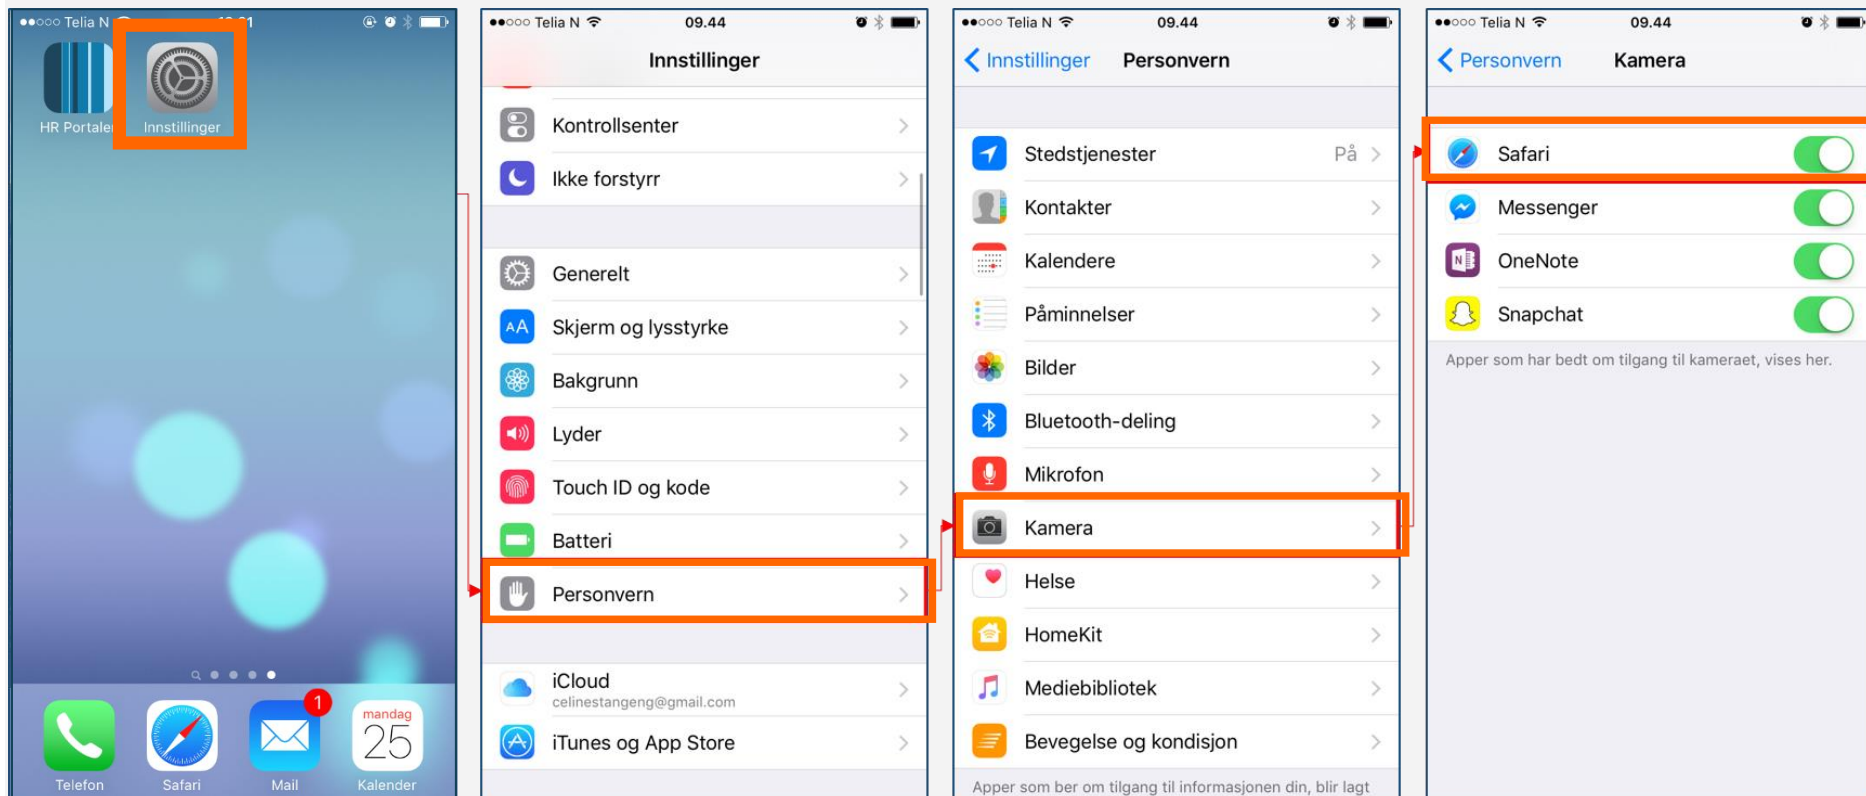 Telia N
HR Portale
Innstillinger
1
mandag
25
Telefon
Safari
Mail
Kalender
Telia N 09.44
Innstillinger
Kontrollsenter
Ikke forstyrr
Generelt
AA Skjerm og lysstyrke
Bakgrunn
Lyder
Touch ID og kode
Batteri
Personvern
iCloud
celinestangeng@gmail.com
iTunes og App Store
Telia N 09.44
Innstillinger Personvern
Stedstjenester På
Kontakter
Kalendere
Påminnelser
Bilder
Bluetooth-deling
Mikrofon
Kamera
Helse
HomeKit
Mediebibliotek
Bevegelse og kondisjon
Apper som ber om tilgang til informasjonen din, blir lagt
Telia N 09.44
Personvern Kamera
Safari
Messenger
N OneNote
Snapchat
Apper som har bedt om tilgang til kameraet, vises her.